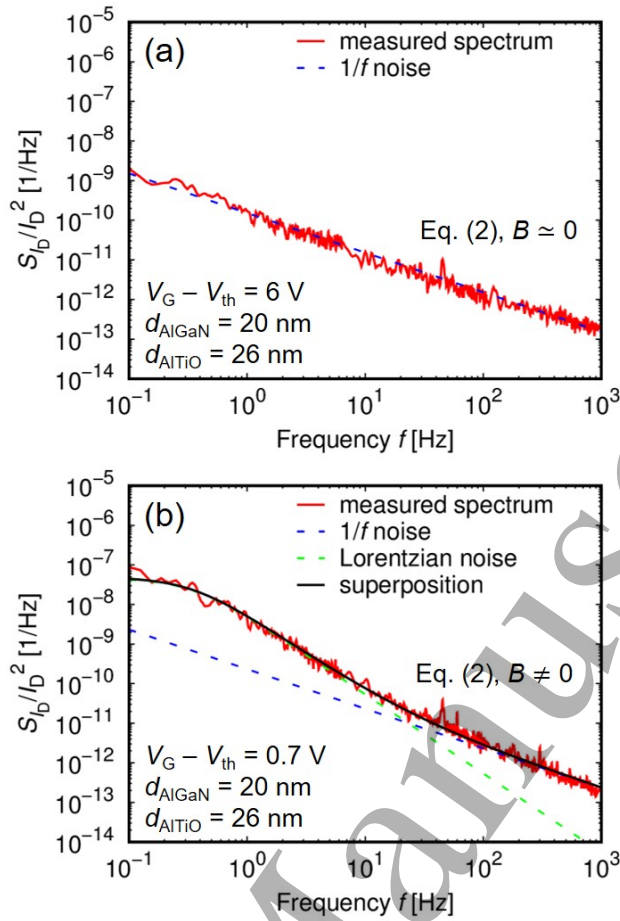 (a)
measured spectrum
1/f noise
S_{I_D}/I_D^2 [1/Hz]
10^{-5}
10^{-6}
10^{-7}
10^{-8}
10^{-9}
10^{-10}
10^{-11}
10^{-12}
10^{-13}
10^{-14}
Eq. (2), B ≃ 0
V_G – V_th = 6 V
d_AlGaN = 20 nm
d_AlTiO = 26 nm
10^{-1} 10^0 10^1 10^2 10^3
Frequency f [Hz]
(b)
measured spectrum
1/f noise
Lorentzian noise
superposition
S_{I_D}/I_D^2 [1/Hz]
10^{-5}
10^{-6}
10^{-7}
10^{-8}
10^{-9}
10^{-10}
10^{-11}
10^{-12}
10^{-13}
10^{-14}
Eq. (2), B ≠ 0
V_G – V_th = 0.7 V
d_AlGaN = 20 nm
d_AlTiO = 26 nm
10^{-1} 10^0 10^1 10^2 10^3
Frequency f [Hz]